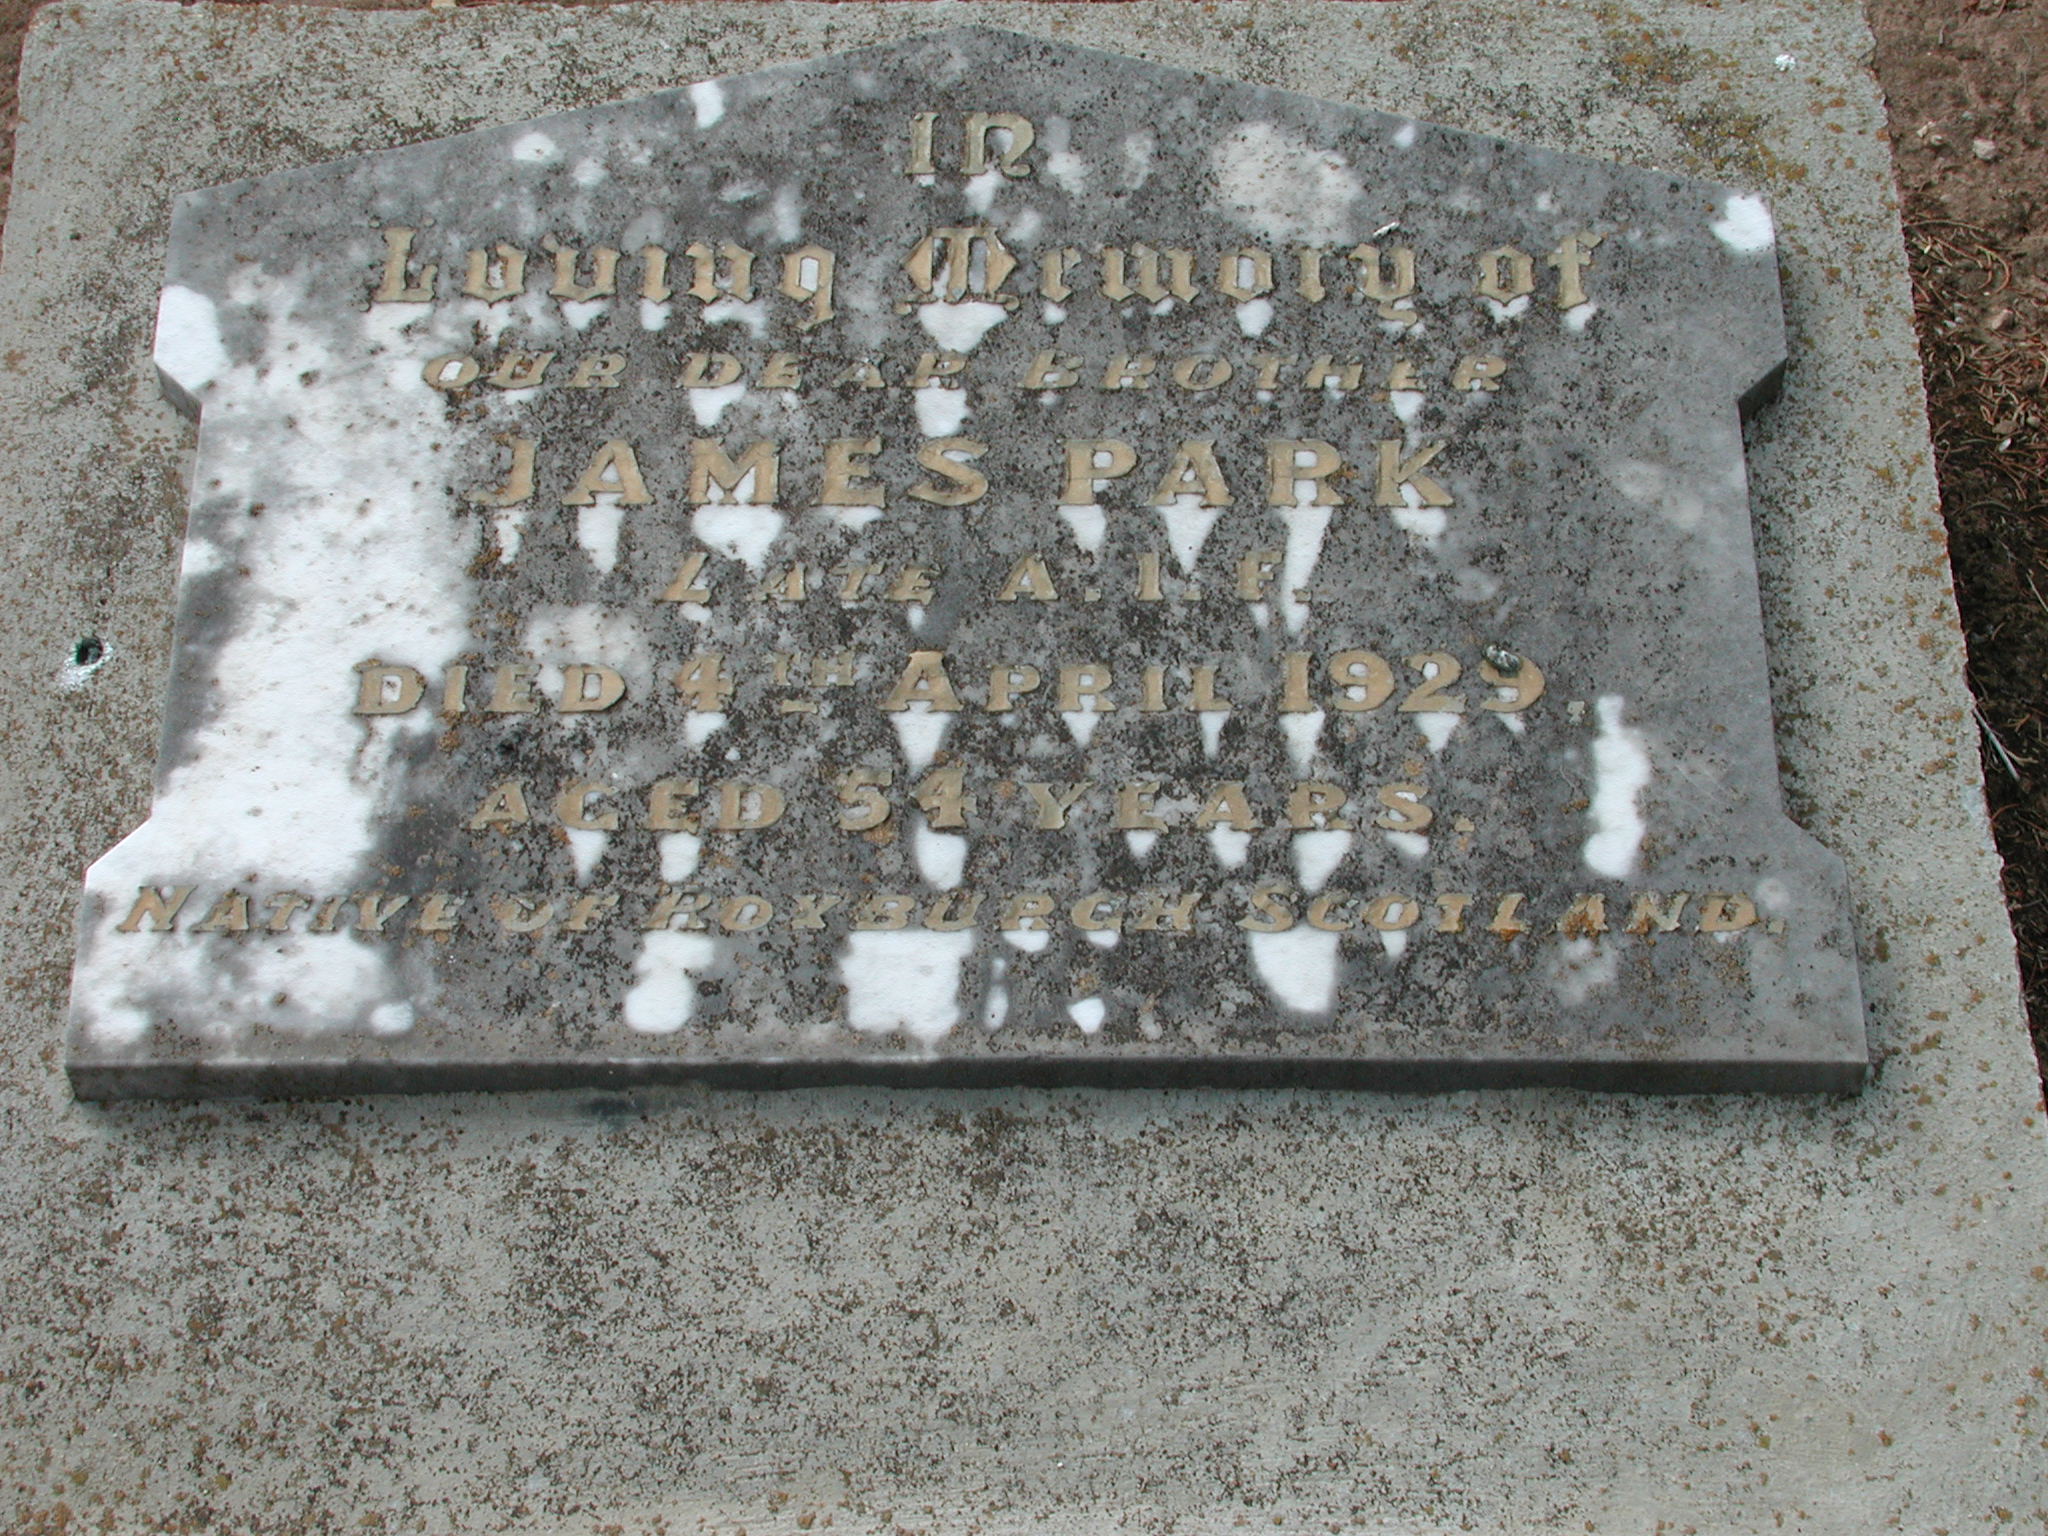 IN
Loving Memory of
OUR DEAR BROTHER
JAMES PARK
LATE A.I.F.
DIED 4TH APRIL 1929.
AGED 54 YEARS.
NATIVE OF ROXBURGH SCOTLAND.